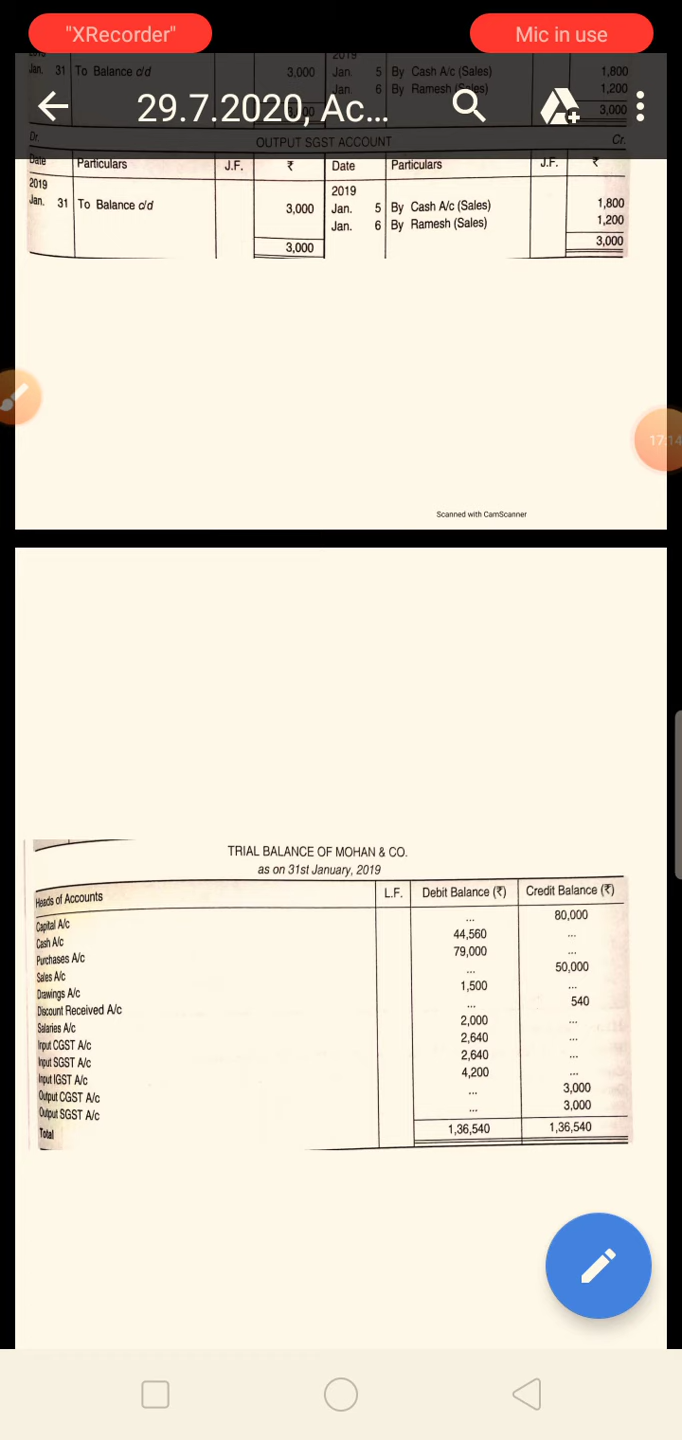 "XRecorder" Mic in use
2019
Jan. 31 To Balance c/d 3,000 Jan. 5 By Cash A/c (Sales) 1,800
Jan. 6 By Ramesh (Sales) 1,200
3,000 3,000
29.7.2020, Ac...
Dr. OUTPUT SGST ACCOUNT Cr.
Date Particulars J.F. ₹ Date Particulars J.F. ₹
2019 2019
Jan. 31 To Balance c/d 3,000 Jan. 5 By Cash A/c (Sales) 1,800
Jan. 6 By Ramesh (Sales) 1,200
3,000 3,000
17:14
Scanned with CamScanner
TRIAL BALANCE OF MOHAN & CO.
as on 31st January, 2019
Heads of Accounts L.F. Debit Balance (₹) Credit Balance (₹)
Capital A/c ... 80,000
Cash A/c 44,560 ...
Purchases A/c 79,000 ...
Sales A/c ... 50,000
Drawings A/c 1,500 ...
Discount Received A/c ... 540
Salaries A/c 2,000 ...
Input CGST A/c 2,640 ...
Input SGST A/c 2,640 ...
Input IGST A/c 4,200 ...
Output CGST A/c ... 3,000
Output SGST A/c ... 3,000
Total 1,36,540 1,36,540